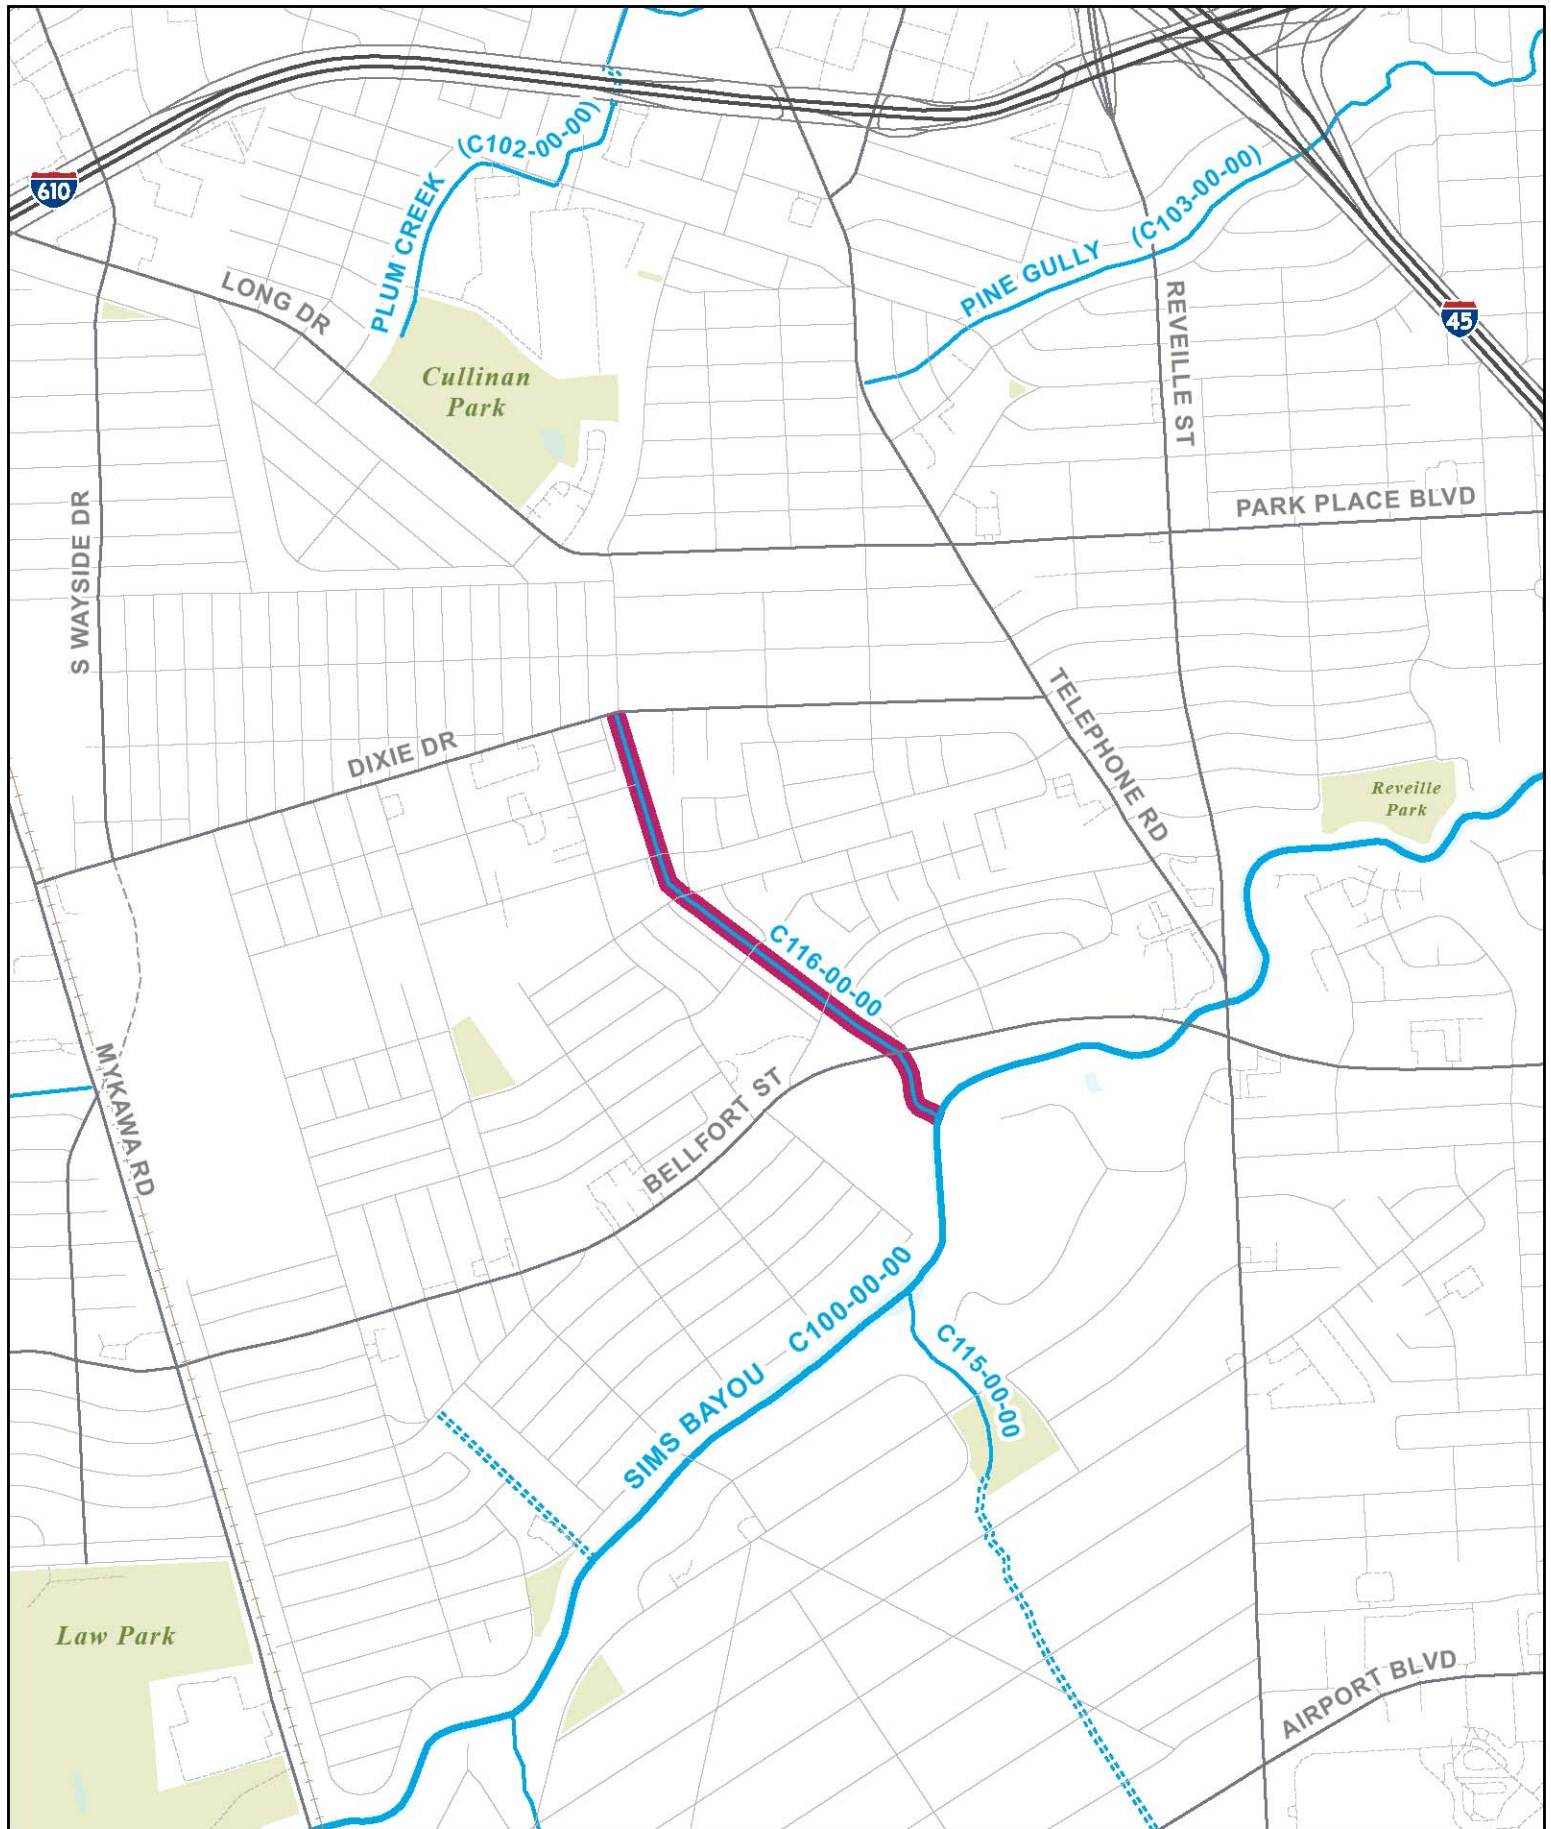 (C102-00-00)
PLUM CREEK
610
LONG DR
PINE GULLY (C103-00-00)
45
REVEILLE ST
Cullinan
Park
PARK PLACE BLVD
S WAYSIDE DR
TELEPHONE RD
DIXIE DR
Reveille
Park
C116-00-00
MYKAWA RD
BELLFORT ST
SIMS BAYOU C100-00-00
C115-00-00
Law Park
AIRPORT BLVD